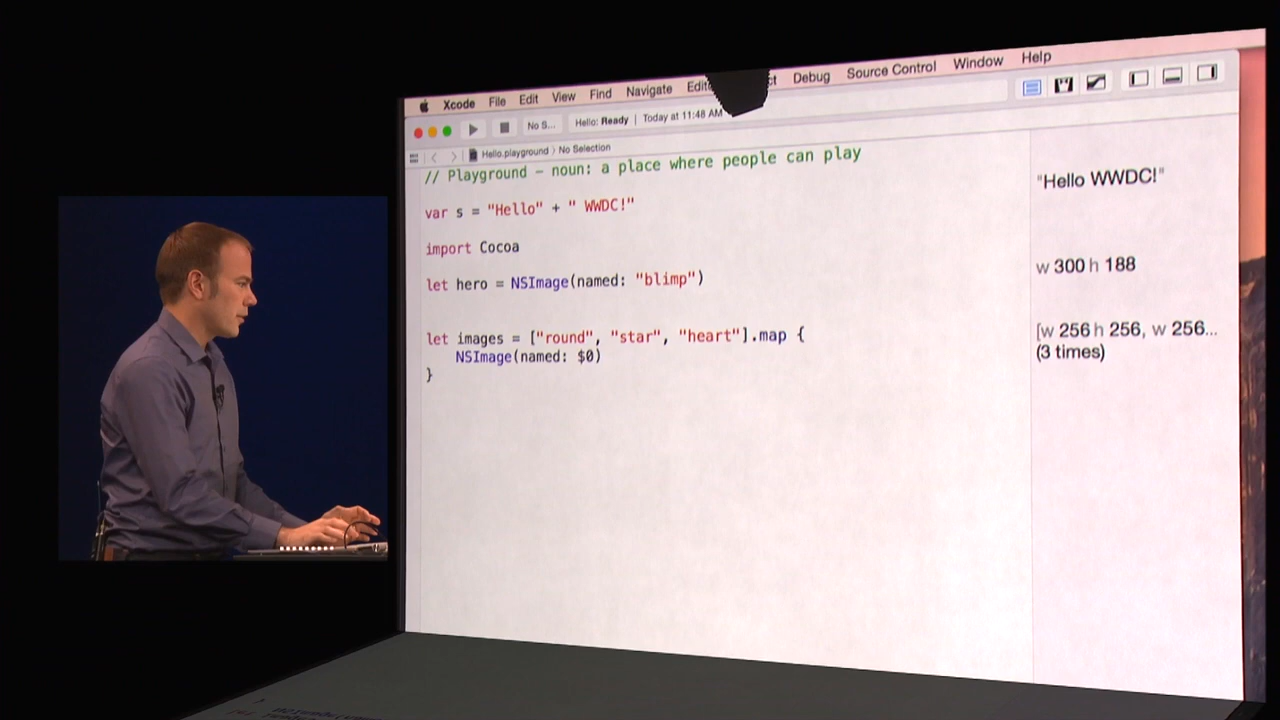 Xcode File Edit View Find Navigate Debug Source Control Window Help
No S... Hello: Ready | Today at 11:48 AM
Hello.playground 〉 No Selection
// Playground – noun: a place where people can play
"Hello WWDC!"
var s = "Hello" + " WWDC!"
import Cocoa
w 300 h 188
let hero = NSImage(named: "blimp")
[w 256 h 256, w 256...
let images = ["round", "star", "heart"].map {
(3 times)
NSImage(named: $0)
}